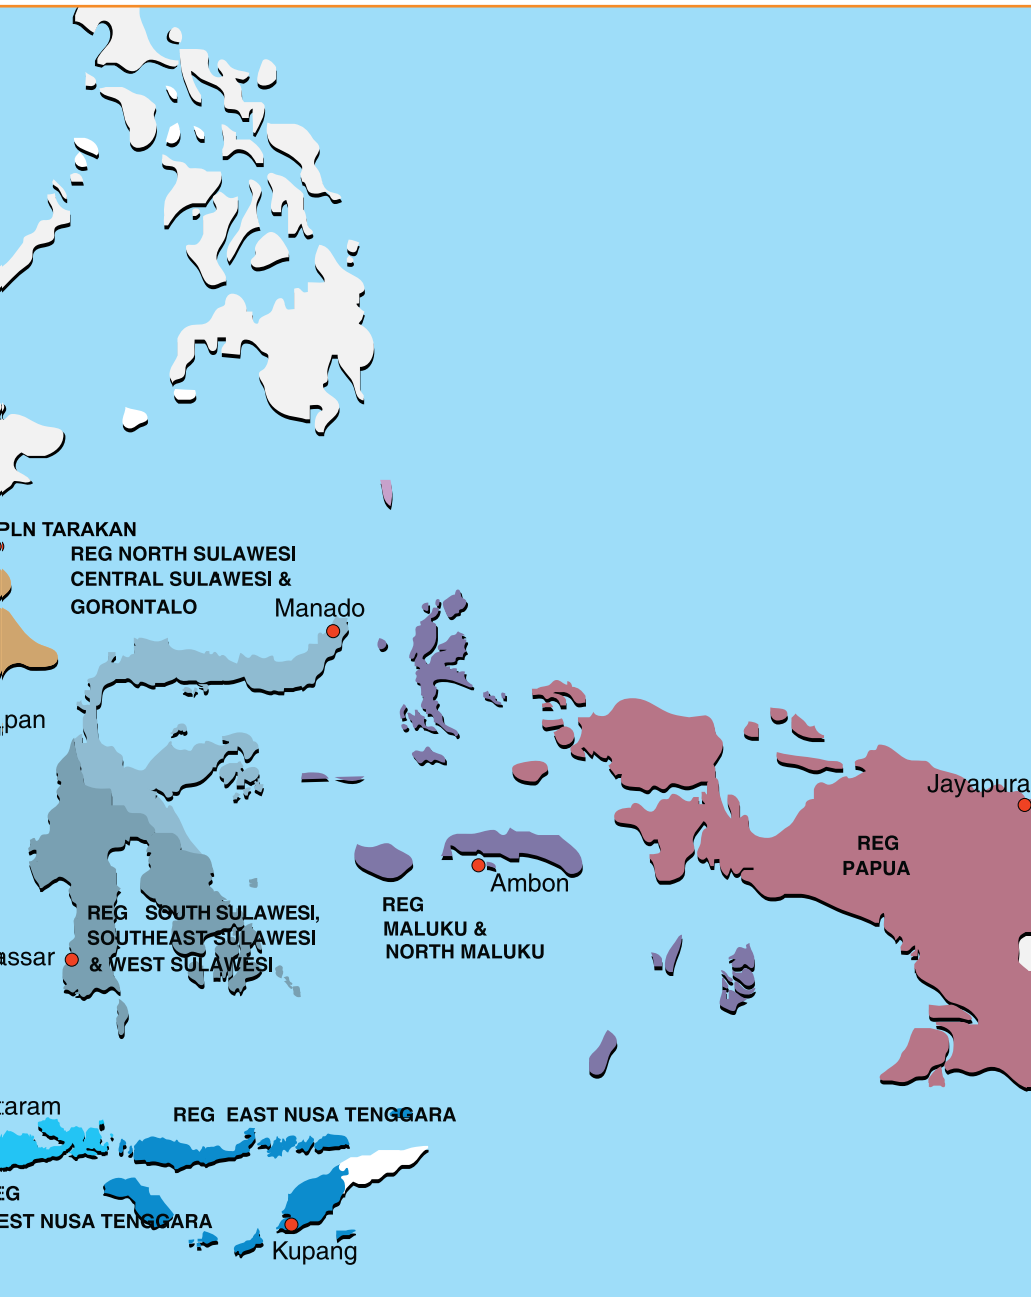 PLN TARAKAN
REG NORTH SULAWESI
CENTRAL SULAWESI &
GORONTALO
Manado
pan
Jayapura
REG
PAPUA
Ambon
REG
MALUKU &
NORTH MALUKU
REG SOUTH SULAWESI,
SOUTHEAST SULAWESI
& WEST SULAWESI
assar
taram
REG EAST NUSA TENGGARA
EG
EST NUSA TENGGARA
Kupang